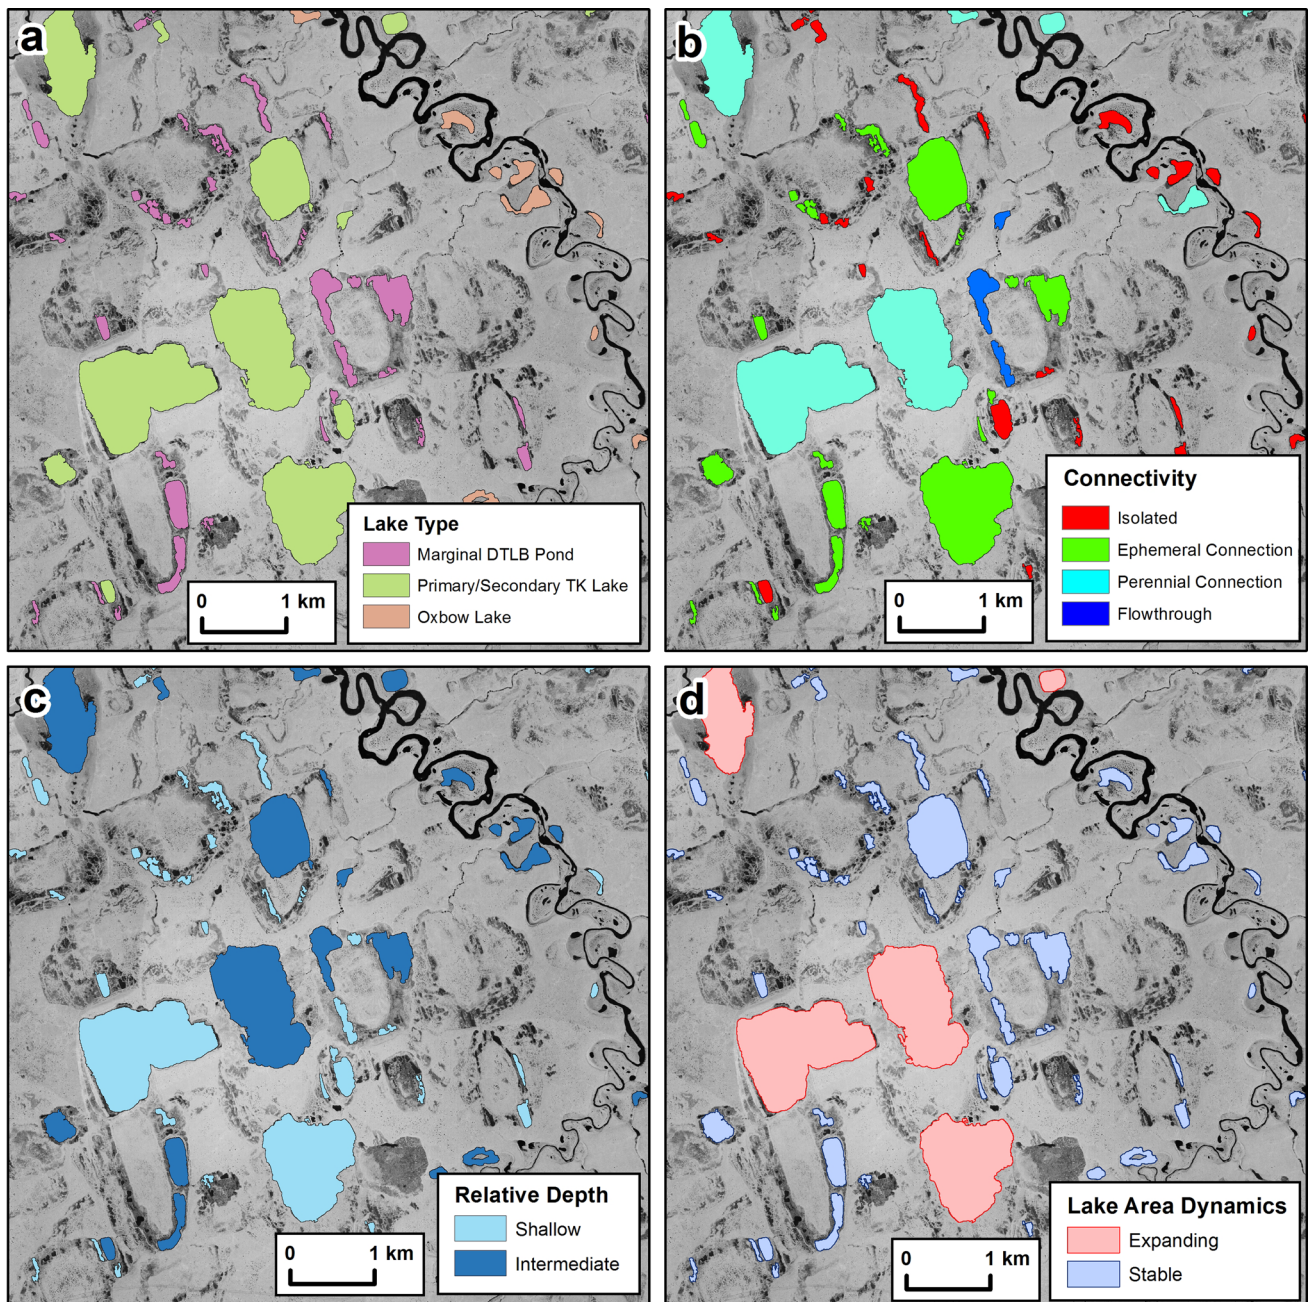 a
Lake Type
Marginal DTLB Pond
Primary/Secondary TK Lake
Oxbow Lake
0 1 km
b
Connectivity
Isolated
Ephemeral Connection
Perennial Connection
Flowthrough
0 1 km
c
Relative Depth
Shallow
Intermediate
0 1 km
d
Lake Area Dynamics
Expanding
Stable
0 1 km